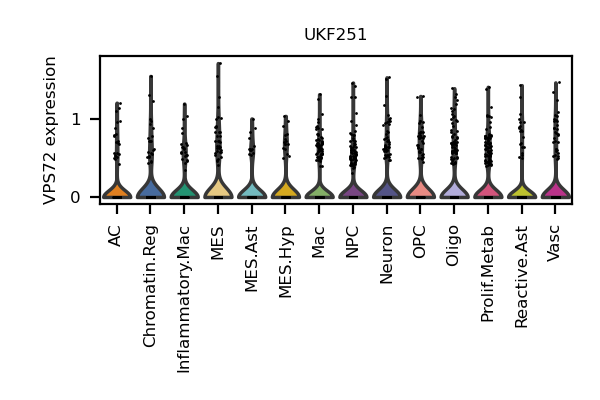 UKF251
VPS72 expression
1
0
AC
Chromatin.Reg
Inflammatory.Mac
MES
MES.Ast
MES.Hyp
Mac
NPC
Neuron
OPC
Oligo
Prolif.Metab
Reactive.Ast
Vasc